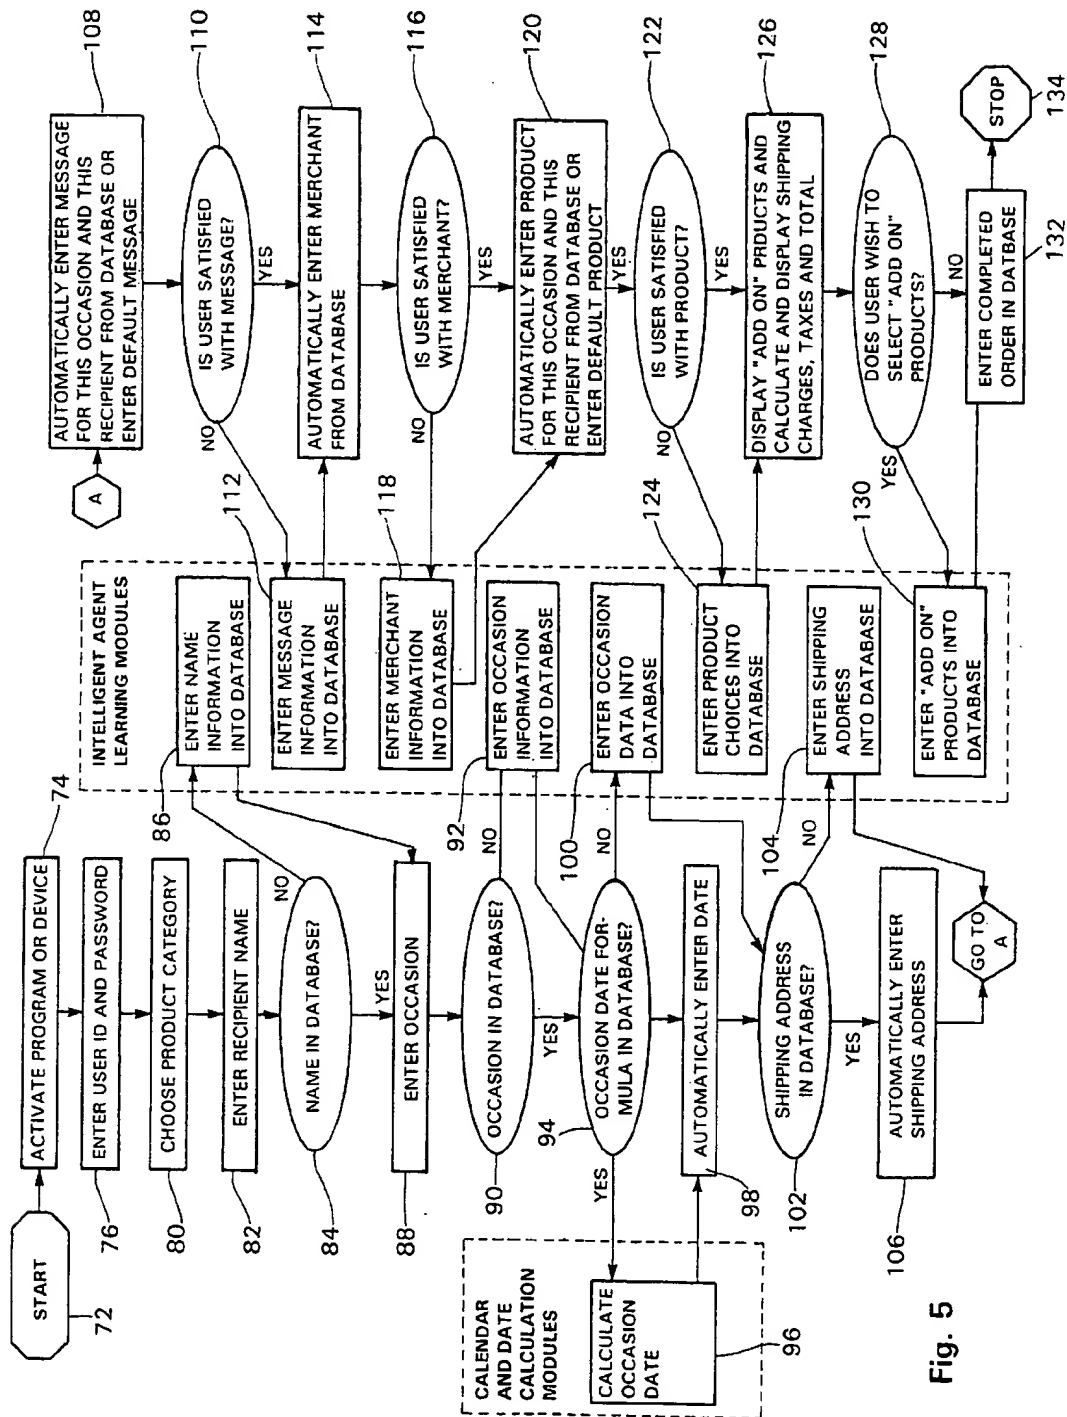 START
72
ACTIVATE PROGRAM OR DEVICE
74
ENTER USER ID AND PASSWORD
76
CHOOSE PRODUCT CATEGORY
80
ENTER RECIPIENT NAME
82
NAME IN DATABASE?
84
NO
YES
ENTER OCCASION
88
OCCASION IN DATABASE?
90
NO
YES
OCCASION DATE FOR-
MULA IN DATABASE?
94
YES
NO
AUTOMATICALLY ENTER DATE
98
SHIPPING ADDRESS
IN DATABASE?
102
NO
YES
AUTOMATICALLY ENTER
SHIPPING ADDRESS
106
GO TO
A
CALENDAR
AND DATE
CALCULATION
MODULES
CALCULATE
OCCASION
DATE
96
INTELLIGENT AGENT
LEARNING MODULES
ENTER NAME
INFORMATION
INTO DATABASE
86
ENTER MESSAGE
INFORMATION
INTO DATABASE
112
ENTER MERCHANT
INFORMATION
INTO DATABASE
118
ENTER OCCASION
INFORMATION
INTO DATABASE
92
ENTER OCCASION
DATA INTO
DATABASE
100
ENTER PRODUCT
CHOICES INTO
DATABASE
124
ENTER SHIPPING
ADDRESS
INTO DATABASE
104
ENTER "ADD ON"
PRODUCTS INTO
DATABASE
130
A
AUTOMATICALLY ENTER MESSAGE
FOR THIS OCCASION AND THIS
RECIPIENT FROM DATABASE OR
ENTER DEFAULT MESSAGE
108
IS USER SATISFIED
WITH MESSAGE?
110
NO
YES
AUTOMATICALLY ENTER MERCHANT
FROM DATABASE
114
IS USER SATISFIED
WITH MERCHANT?
116
NO
YES
AUTOMATICALLY ENTER PRODUCT
FOR THIS OCCASION AND THIS
RECIPIENT FROM DATABASE OR
ENTER DEFAULT PRODUCT
120
YES
IS USER SATISFIED
WITH PRODUCT?
122
NO
YES
DISPLAY "ADD ON" PRDUCTS AND
CALCULATE AND DISPLAY SHIPPING
CHARGES, TAXES AND TOTAL
126
DOES USER WISH TO
SELECT "ADD ON"
PRODUCTS?
128
YES
NO
ENTER COMPLETED
ORDER IN DATABASE
132
STOP
134
Fig. 5